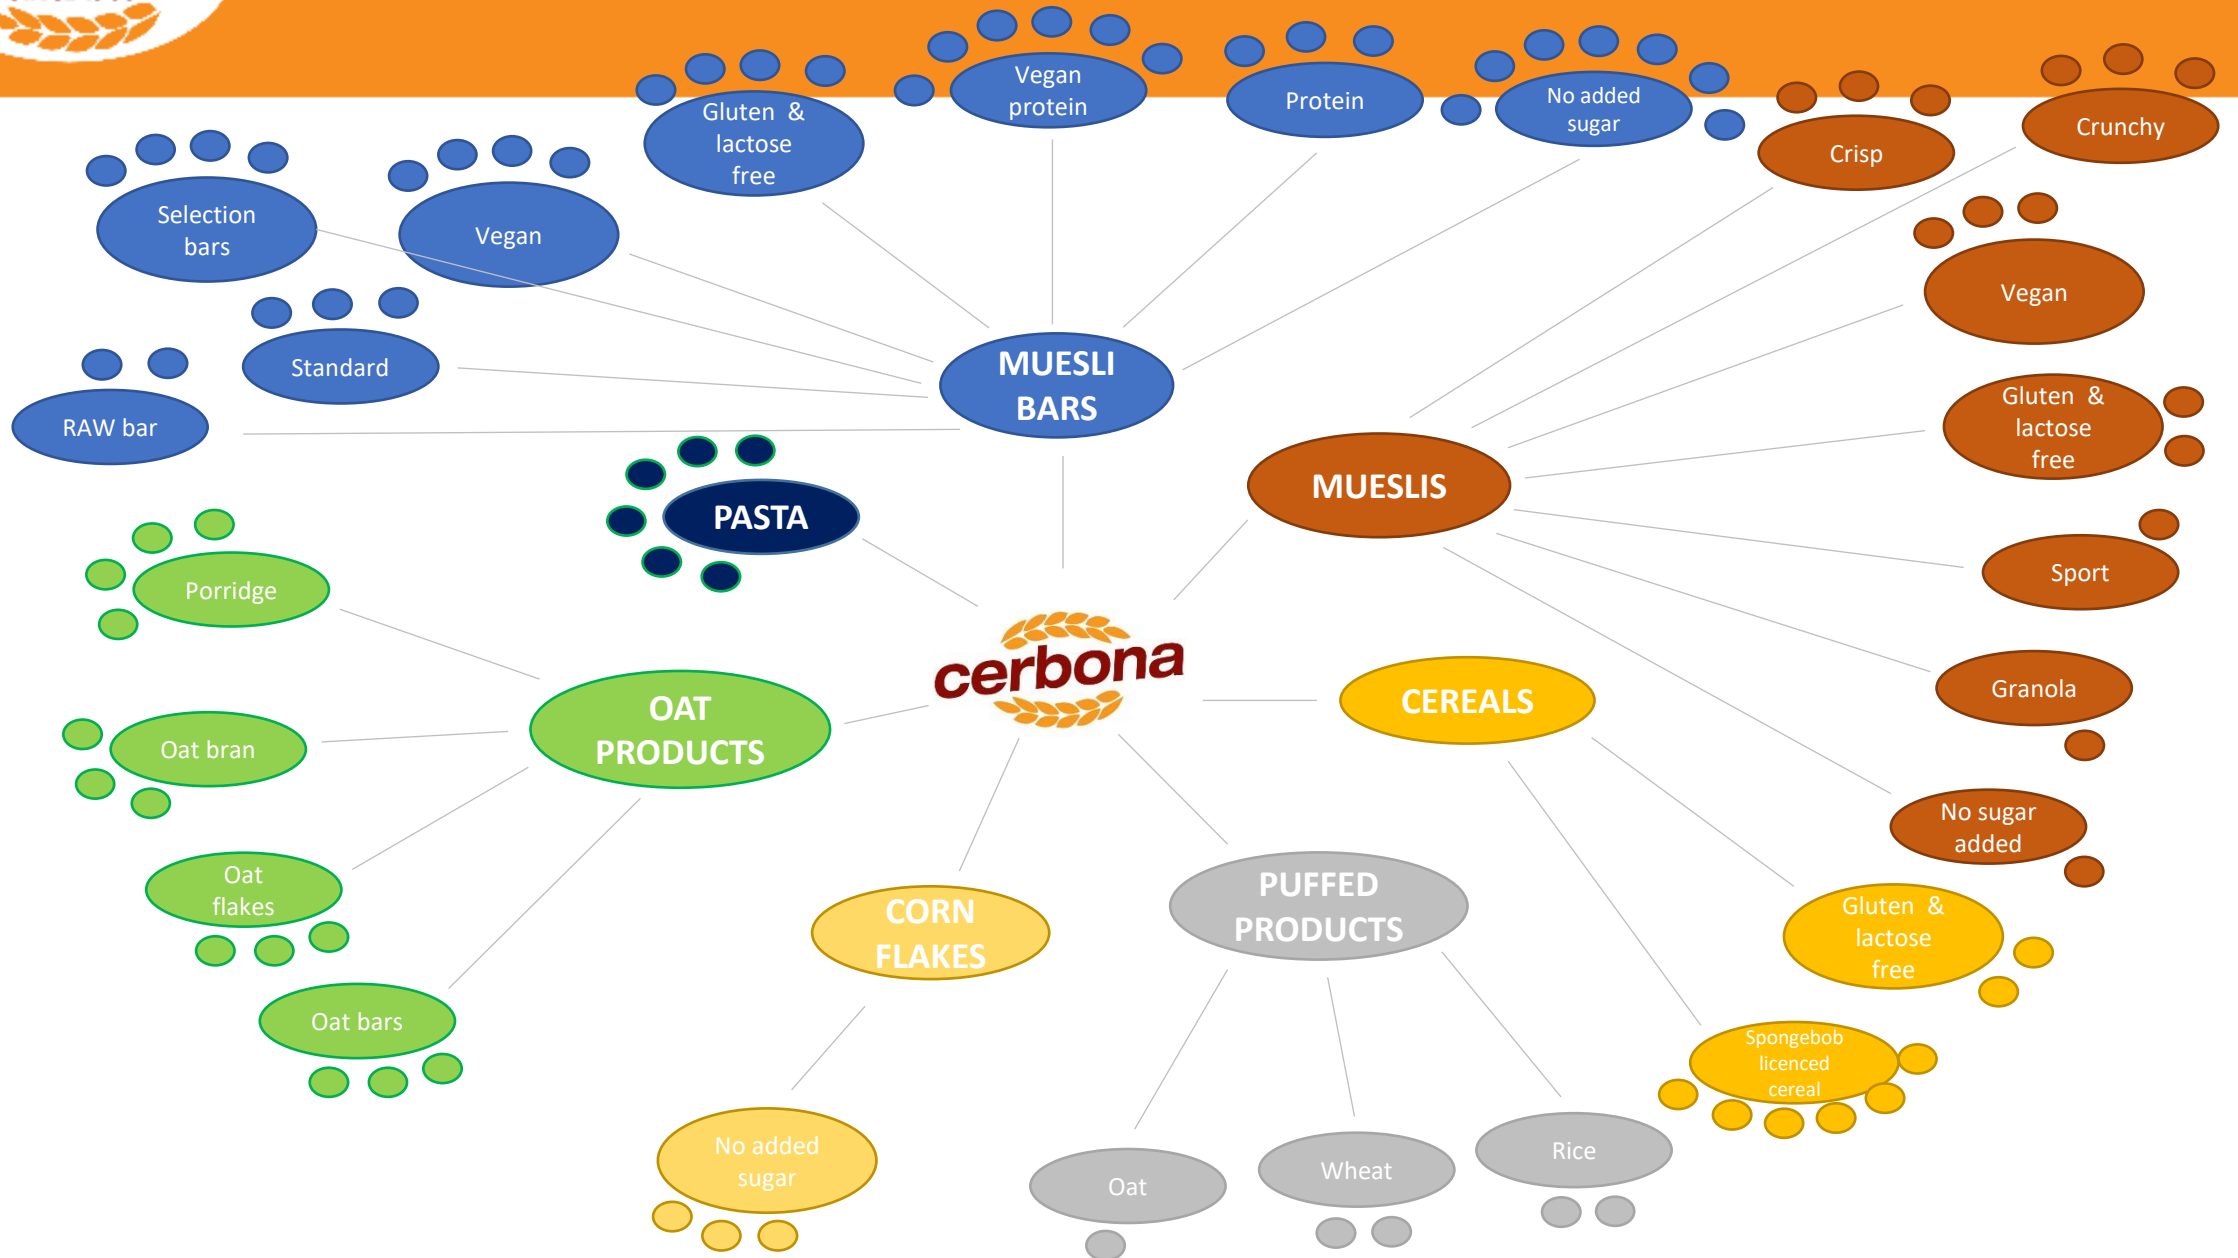 Vegan
protein
Protein
No added
sugar
Gluten & 
lactose
free
Crisp
Crunchy
Selection
bars
Vegan
Vegan
Standard
RAW bar
MUESLI
BARS
Gluten &
lactose
free
MUESLIS
PASTA
Sport
Porridge
Granola
cerbona
OAT
PRODUCTS
CEREALS
Oat bran
No sugar
added
Oat
flakes
CORN
FLAKES
PUFFED
PRODUCTS
Gluten &
lactose
free
Oat bars
Spongebob
licenced
cereal
No added
sugar
Oat
Wheat
Rice